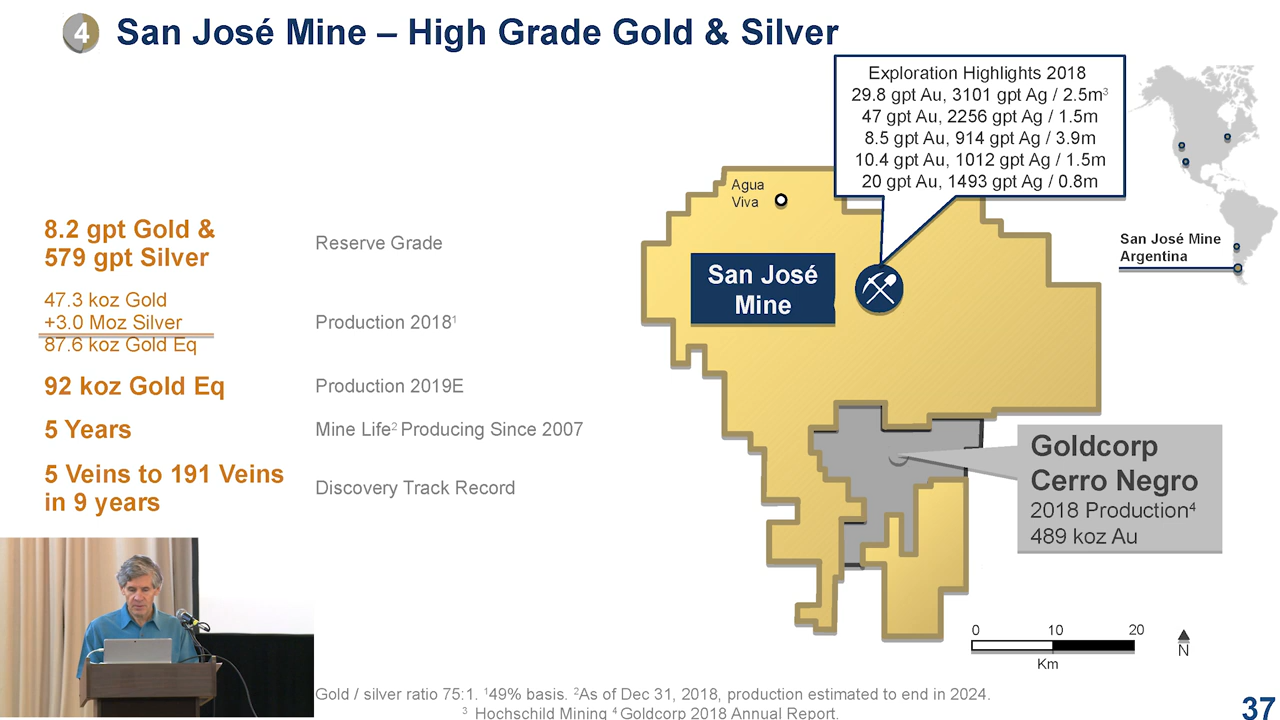 4 San José Mine – High Grade Gold & Silver
Exploration Highlights 2018
29.8 gpt Au, 3101 gpt Ag / 2.5m³
47 gpt Au, 2256 gpt Ag / 1.5m
8.5 gpt Au, 914 gpt Ag / 3.9m
10.4 gpt Au, 1012 gpt Ag / 1.5m
20 gpt Au, 1493 gpt Ag / 0.8m
Agua
Viva
San José
Mine
San José Mine
Argentina
8.2 gpt Gold &
579 gpt Silver
Reserve Grade
47.3 koz Gold
+3.0 Moz Silver
87.6 koz Gold Eq
Production 2018¹
92 koz Gold Eq
Production 2019E
5 Years
Mine Life² Producing Since 2007
5 Veins to 191 Veins
in 9 years
Discovery Track Record
Goldcorp
Cerro Negro
2018 Production⁴
489 koz Au
0 10 20
Km
N
Gold / silver ratio 75:1. ¹49% basis. ²As of Dec 31, 2018, production estimated to end in 2024.
³ Hochschild Mining ⁴ Goldcorp 2018 Annual Report.
37